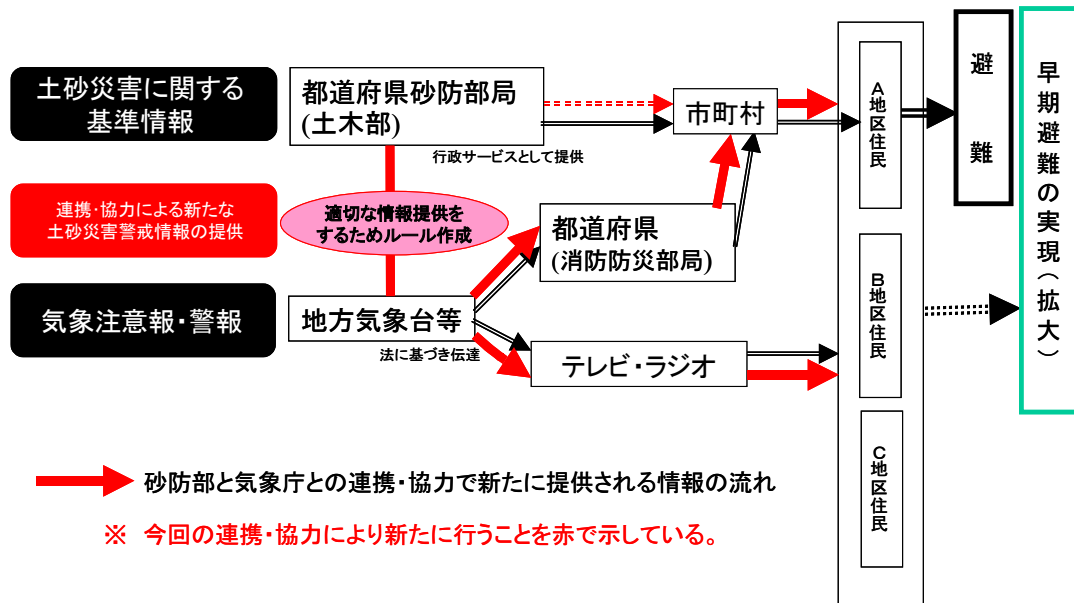 土砂災害に関する
基準情報
都道府県砂防部局
(土木部)
行政サービスとして提供
市町村
連携・協力による新たな
土砂災害警戒情報の提供
適切な情報提供を
するためルール作成
都道府県
(消防防災部局)
気象注意報・警報
地方気象台等
法に基づき伝達
テレビ・ラジオ
A地区住民
B地区住民
C地区住民
避難
早期避難の実現(拡大)
砂防部と気象庁との連携・協力で新たに提供される情報の流れ
※ 今回の連携・協力により新たに行うことを赤で示している。